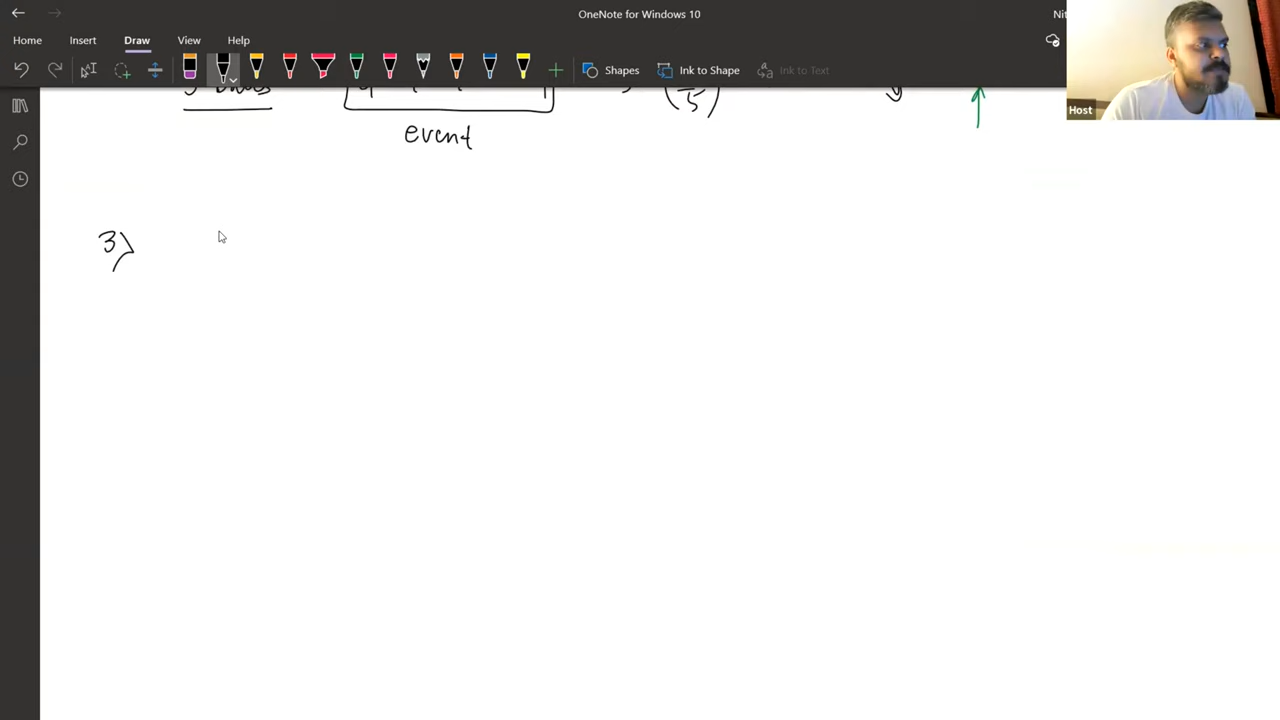 OneNote for Windows 10
Home Insert Draw View Help
Shapes Ink to Shape Ink to Text
Host
5
event
3)